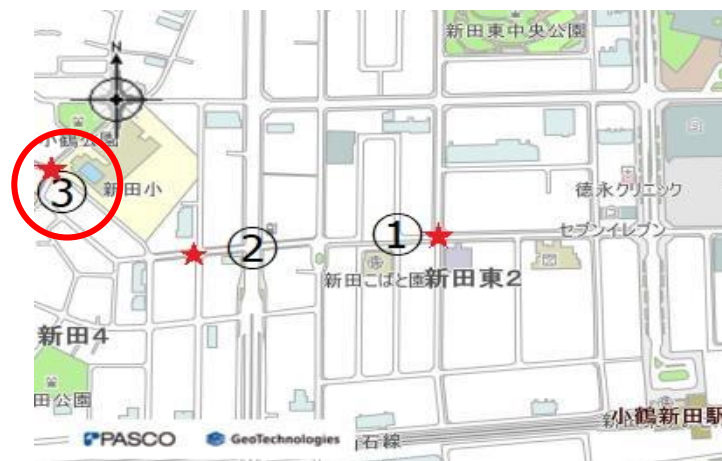 新田東中央公園
N
小鶴公園
③
新田小
徳永クリニック
①
セブンイレブン
②
新田こばと園
新田東2
新田4
田公園
小鶴新田駅
PASCO
GeoTechnologies
石線